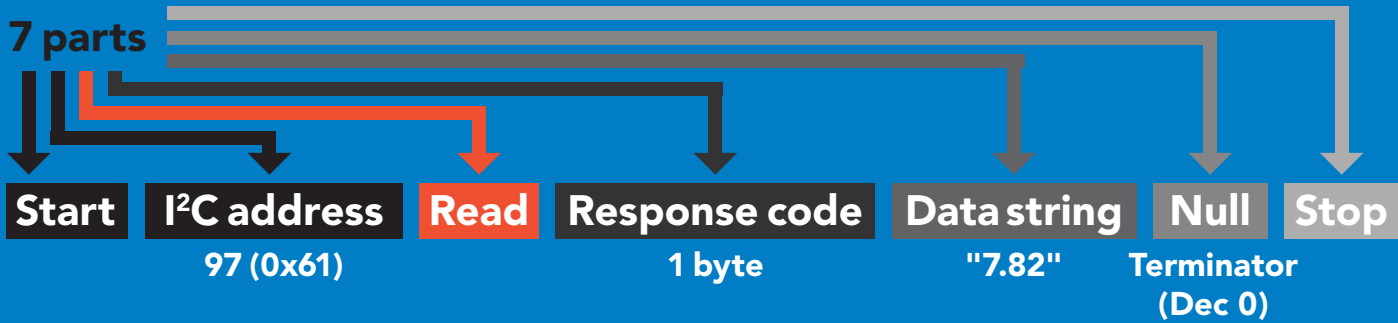 7 parts
Start I²C address Read Response code Data string Null Stop
97 (0x61) 1 byte "7.82" Terminator
(Dec 0)